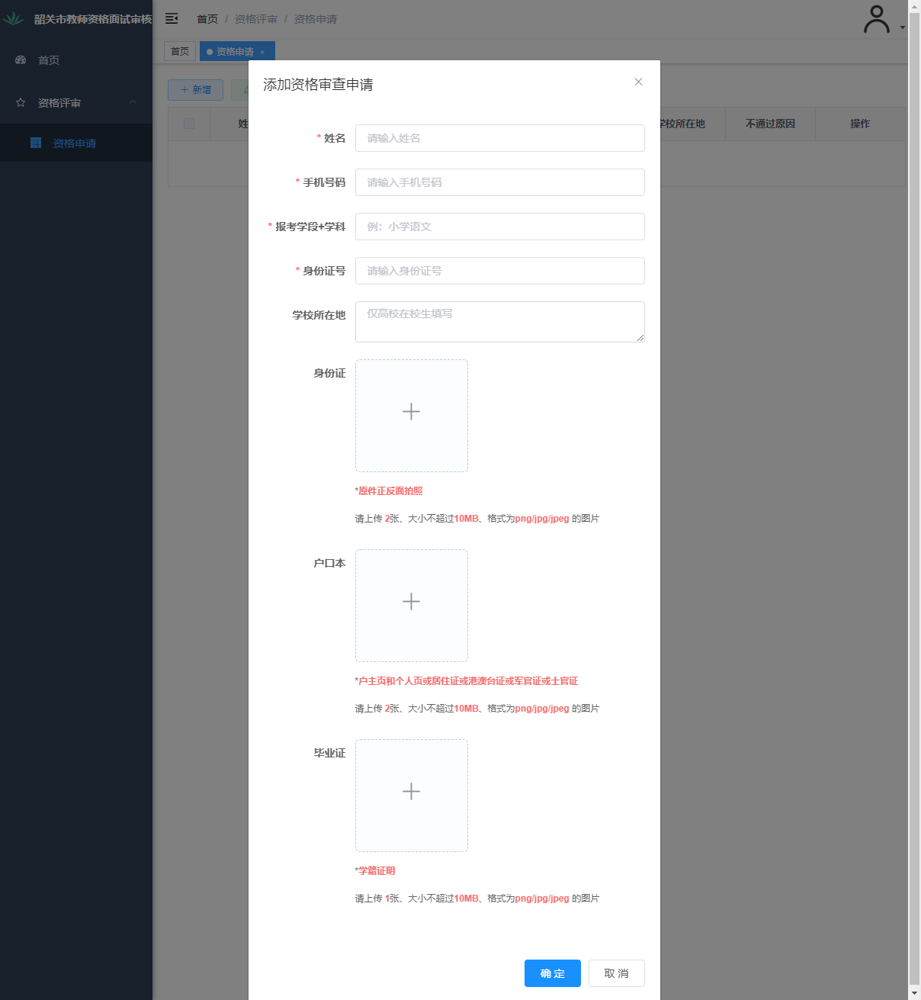 韶关市教师资格面试审核
首页 / 资格评审 / 资格申请
首页
资格评审
资格申请
首页
资格申请 ×
新增
姓
学校所在地
不通过原因
操作
添加资格审查申请
* 姓名
请输入姓名
* 手机号码
请输入手机号码
* 报考学段+学科
例：小学语文
* 身份证号
请输入身份证号
学校所在地
仅高校在校生填写
身份证
*原件正反面拍照
请上传 2张、大小不超过10MB、格式为png/jpg/jpeg 的图片
户口本
*户主页和个人页或居住证或港澳台证或军官证或士官证
请上传 2张、大小不超过10MB、格式为png/jpg/jpeg 的图片
毕业证
*学籍证明
请上传 1张、大小不超过10MB、格式为png/jpg/jpeg 的图片
确 定
取 消